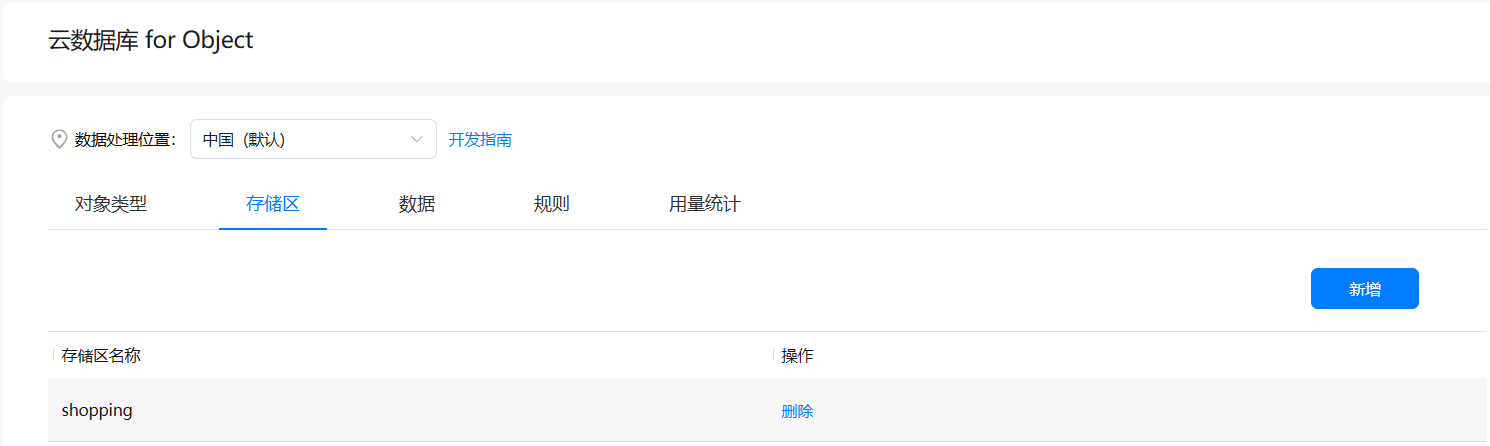 云数据库 for Object
数据处理位置： 中国（默认） 开发指南
对象类型 存储区 数据 规则 用量统计
新增
存储区名称 操作
shopping 删除